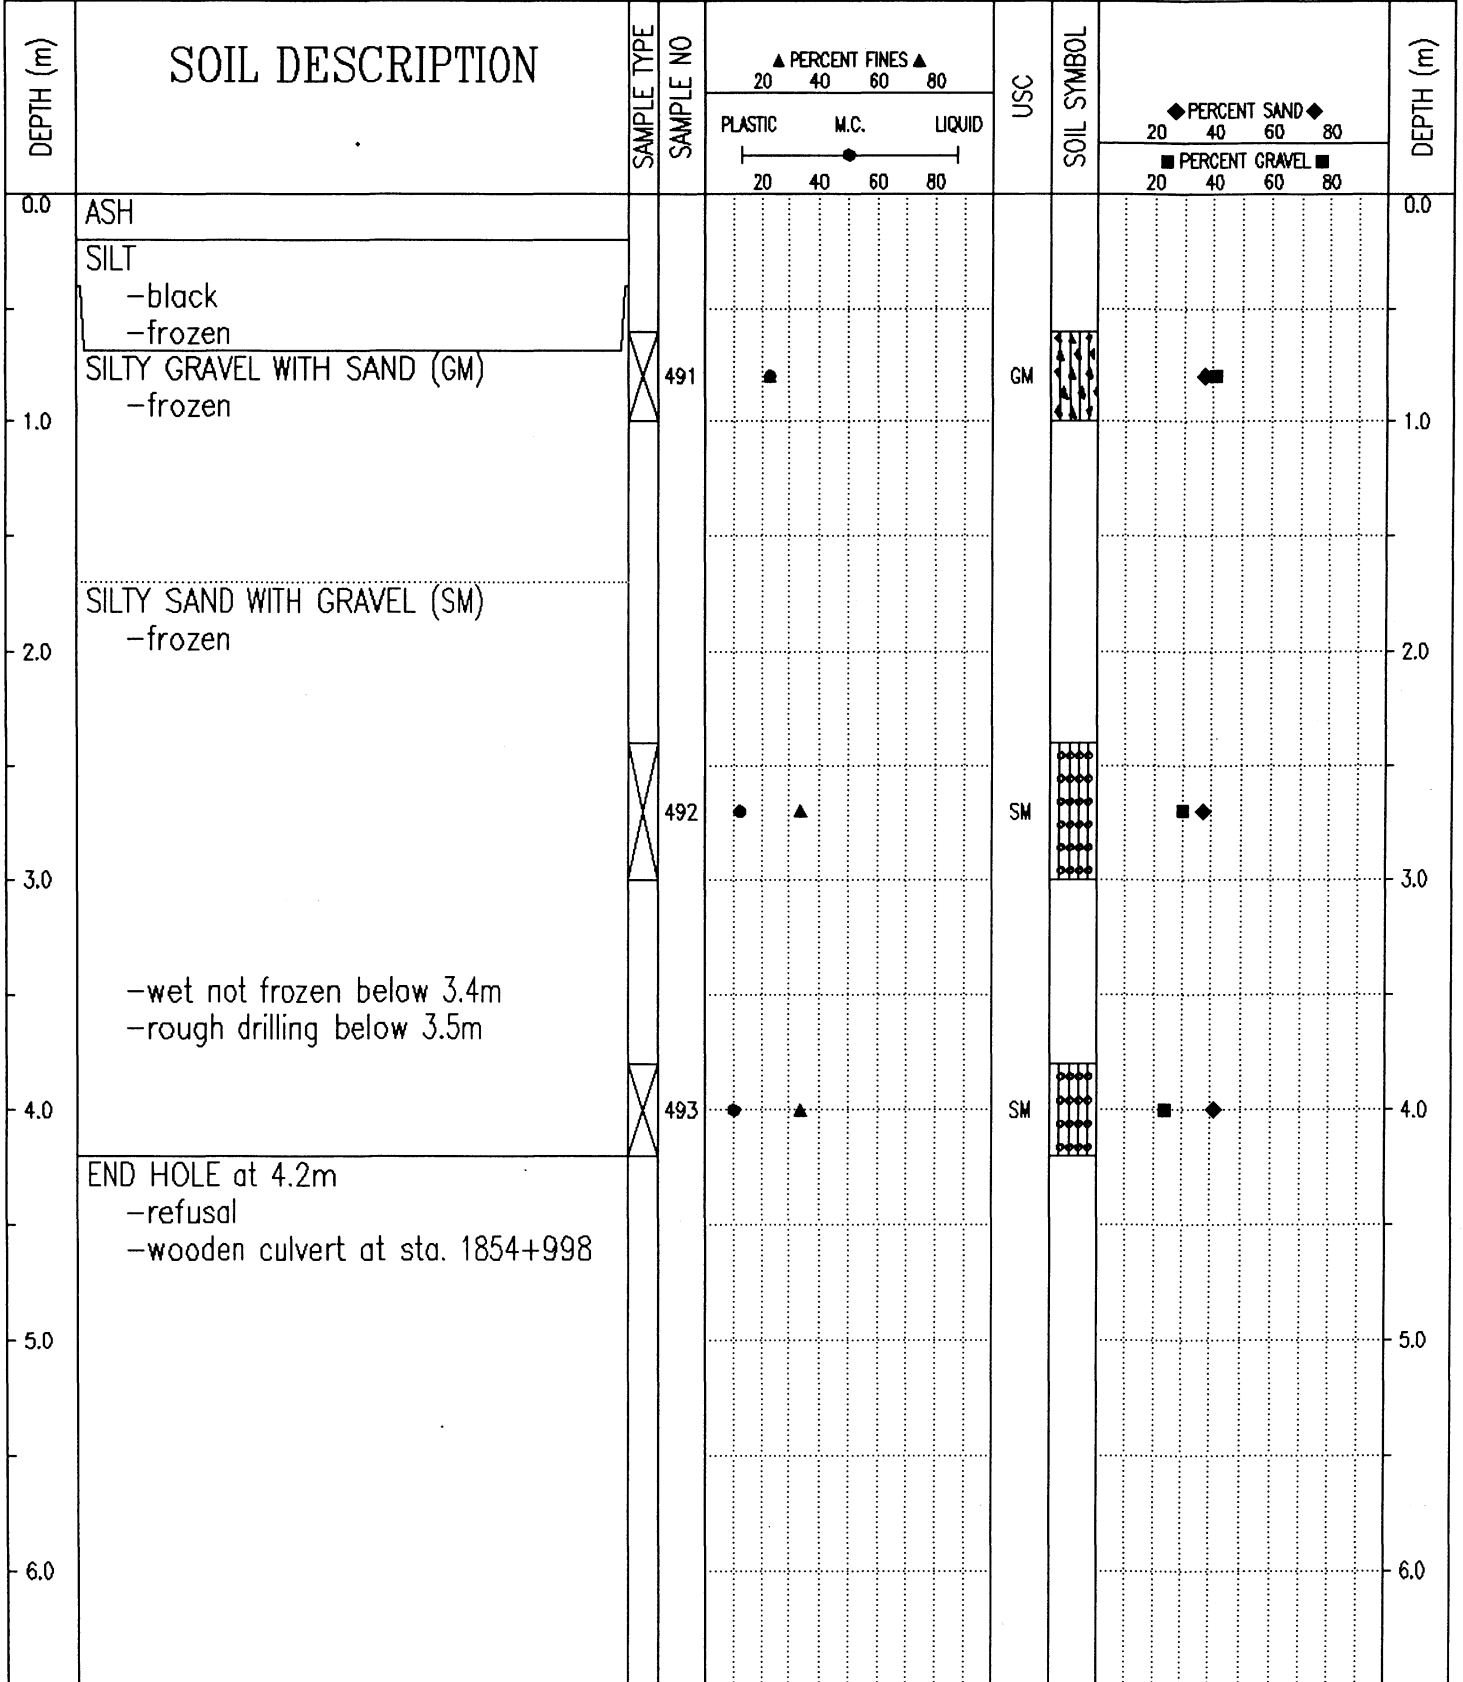 DEPTH (m)
SOIL DESCRIPTION
SAMPLE TYPE
SAMPLE NO
▲ PERCENT FINES ▲
20 40 60 80
PLASTIC M.C. LIQUID
20 40 60 80
USC
SOIL SYMBOL
◆ PERCENT SAND ◆
20 40 60 80
■ PERCENT GRAVEL ■
20 40 60 80
DEPTH (m)
0.0 0.0
ASH
SILT
-black
-frozen
SILTY GRAVEL WITH SAND (GM)
491 GM
-frozen
1.0 1.0
SILTY SAND WITH GRAVEL (SM)
-frozen
2.0 2.0
492 SM
3.0 3.0
-wet not frozen below 3.4m
-rough drilling below 3.5m
4.0 493 SM 4.0
END HOLE at 4.2m
-refusal
-wooden culvert at sta. 1854+998
5.0 5.0
6.0 6.0